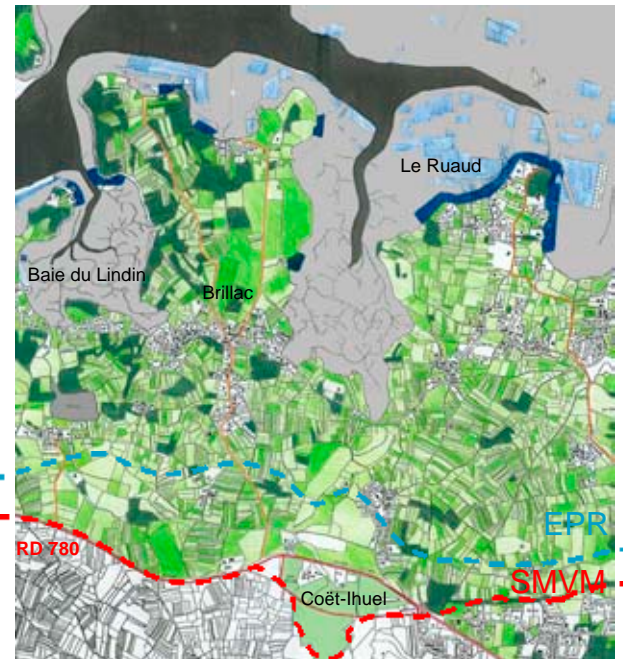 Le Ruaud
Baie du Lindin
Brillac
EPR
RD 780
SMVM
Coët-Ihuel